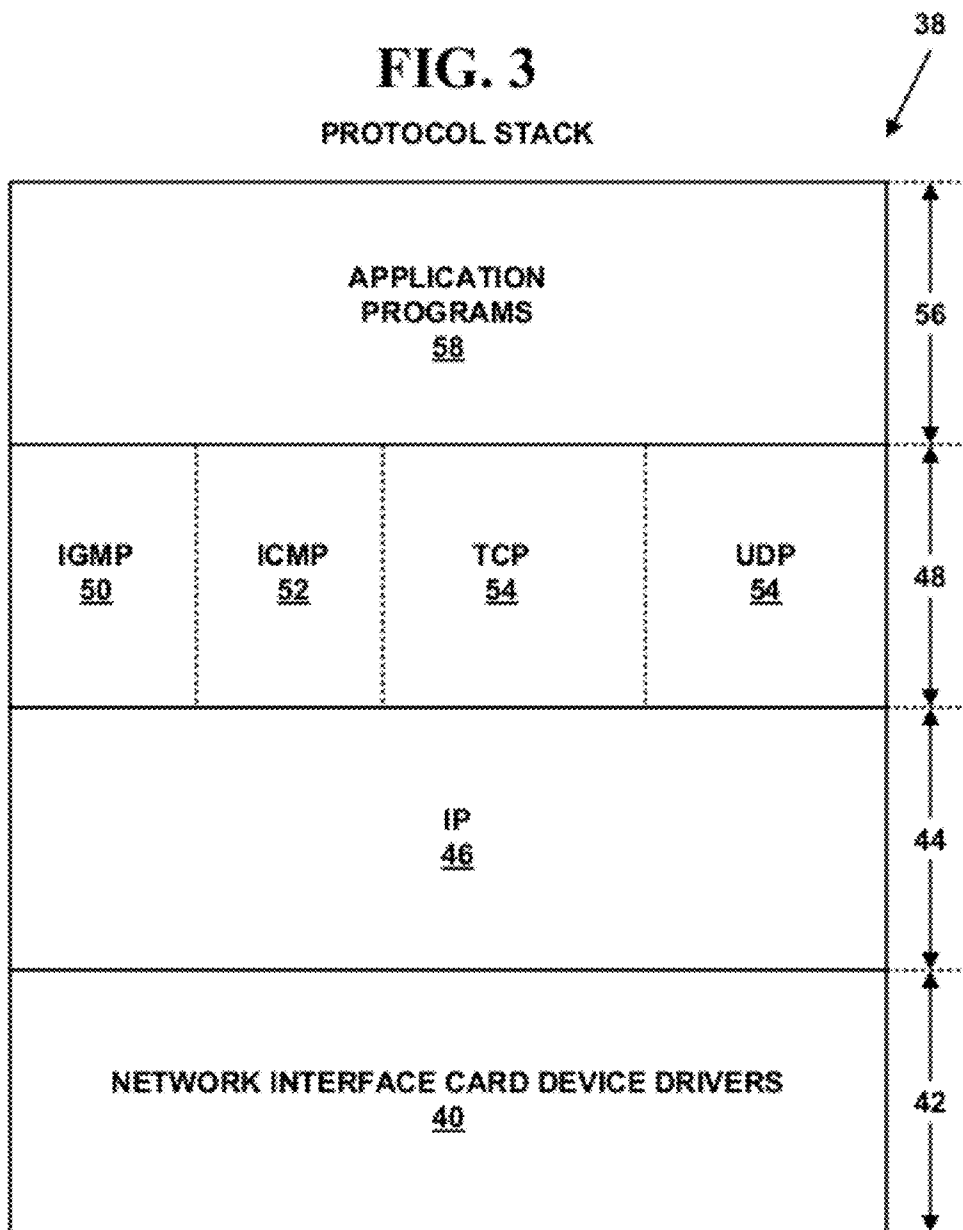 38
FIG. 3
PROTOCOL STACK
APPLICATION
PROGRAMS
58
56
IGMP
50
ICMP
52
TCP
54
UDP
54
48
IP
46
44
NETWORK INTERFACE CARD DEVICE DRIVERS
40
42